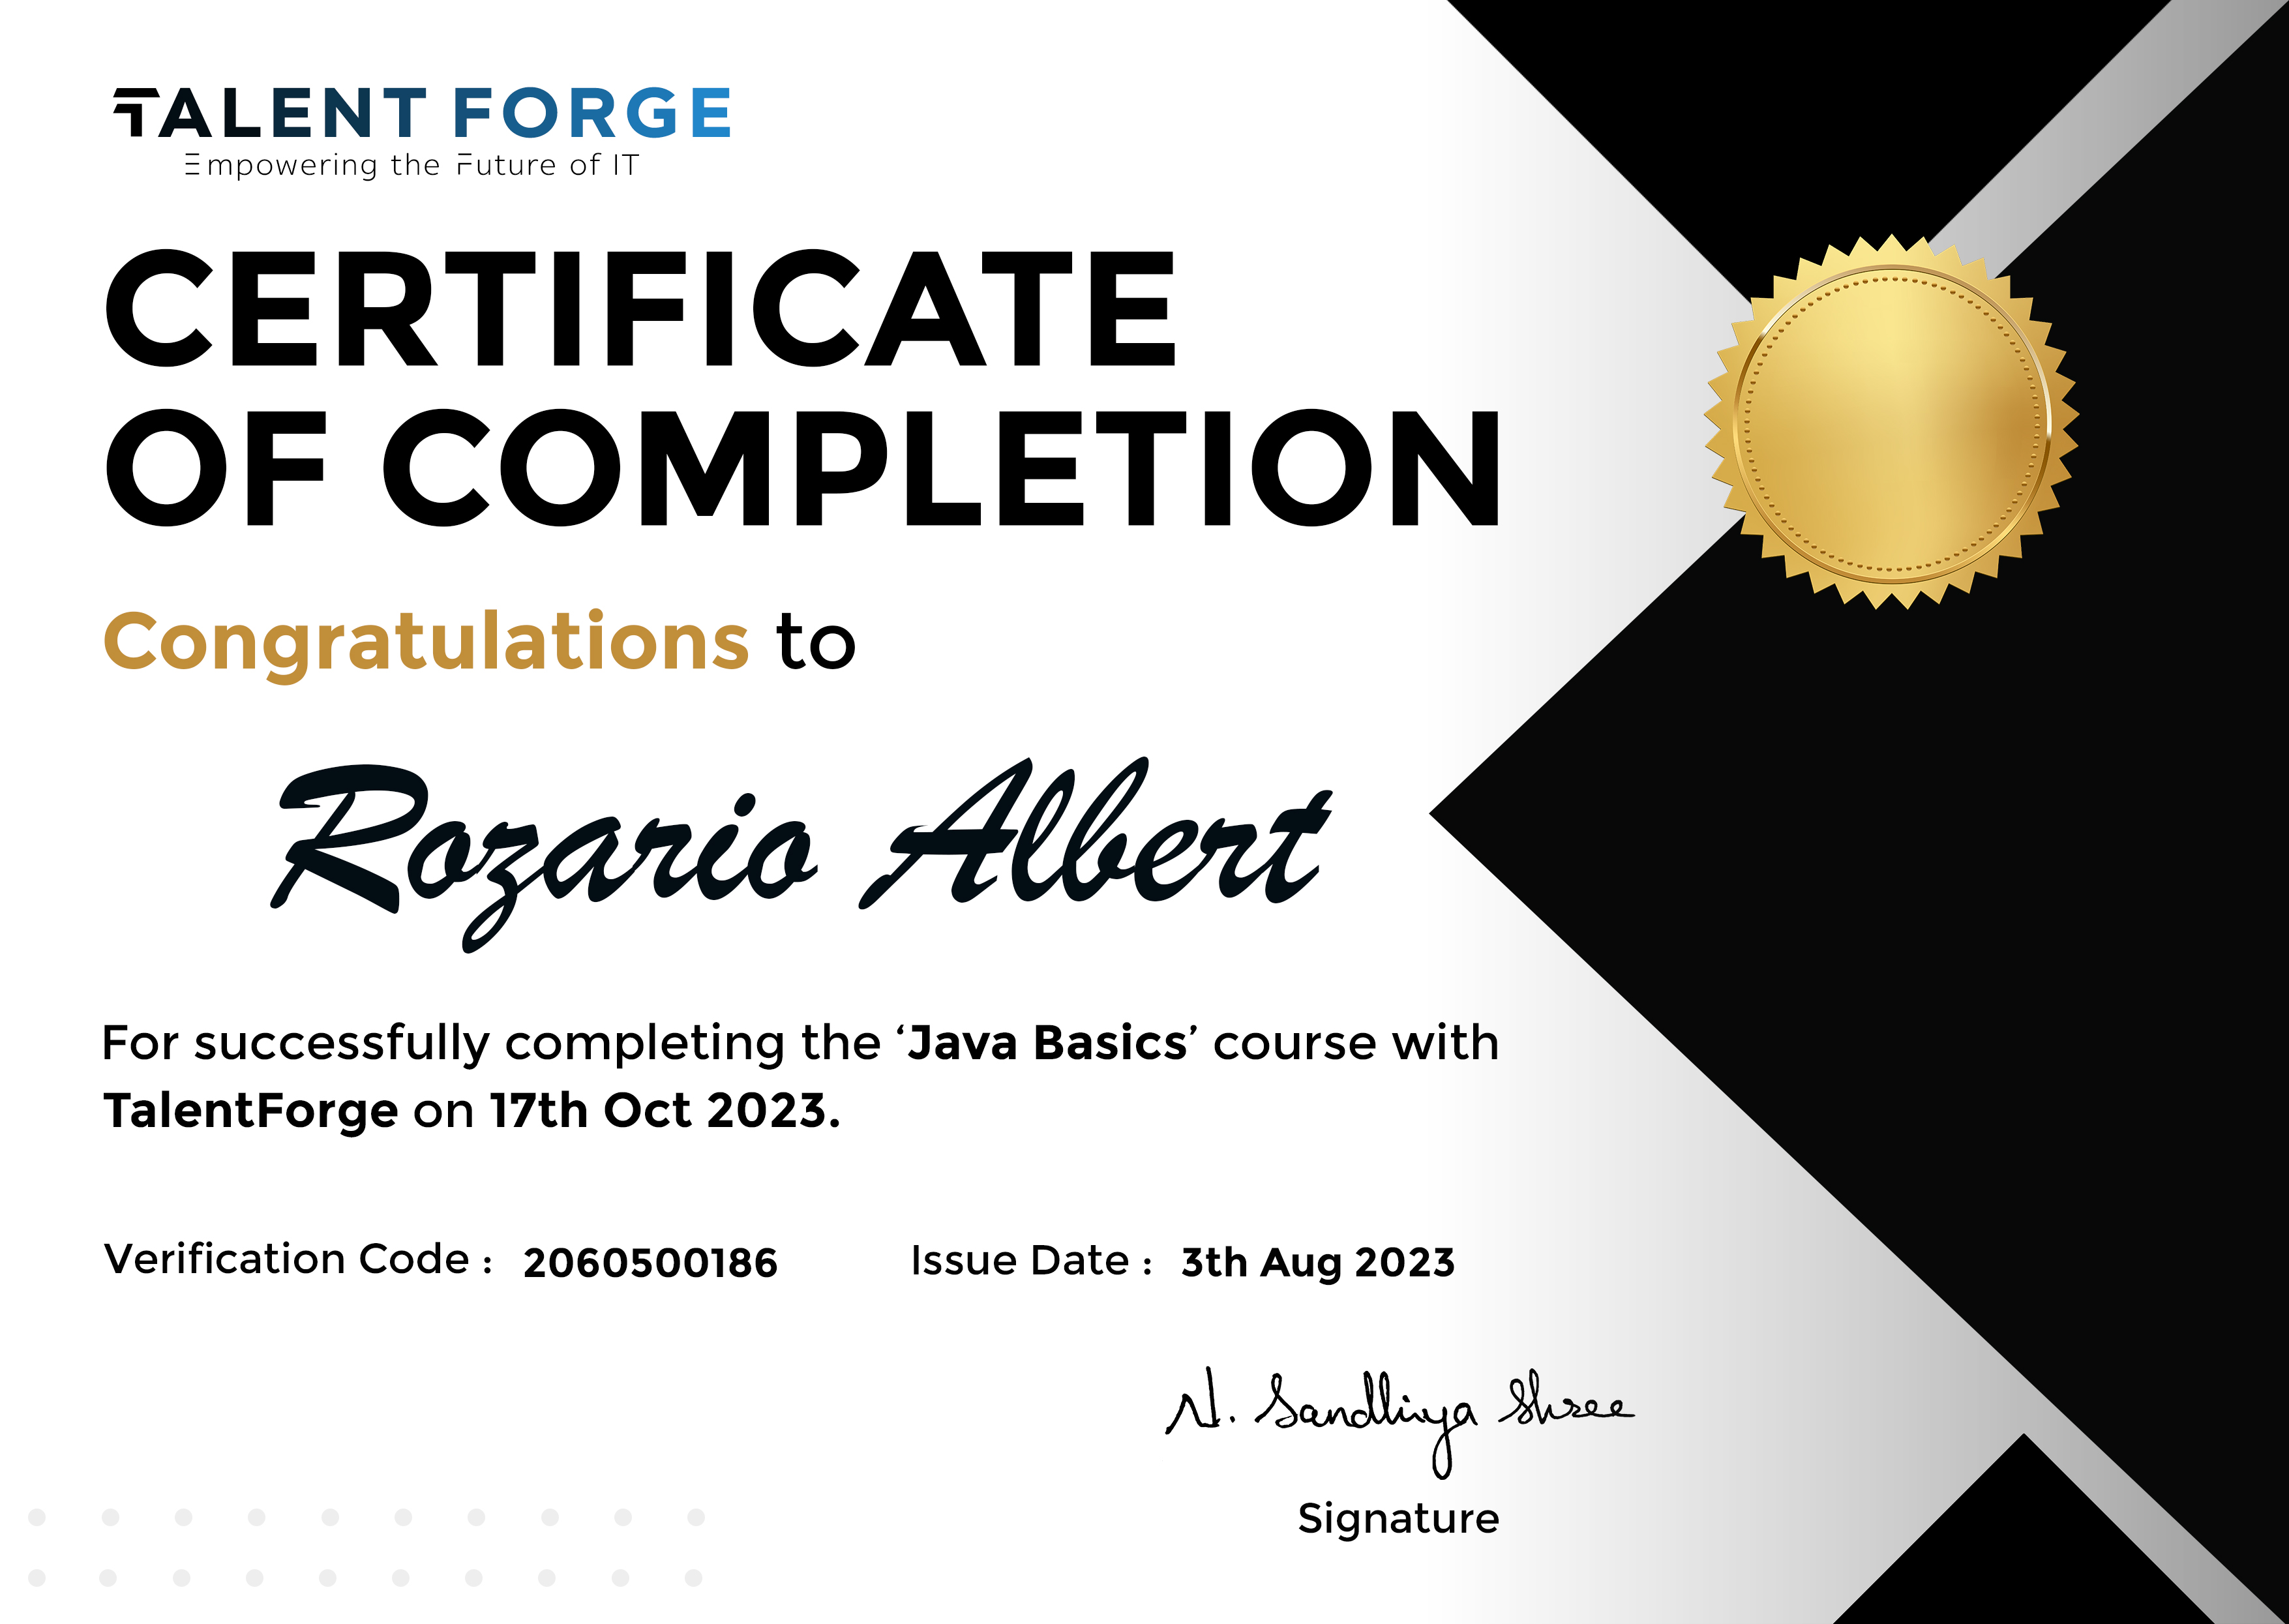 TALENT FORGE
Empowering the Future of IT
CERTIFICATE
OF COMPLETION
Congratulations to
Rozario Albert
For successfully completing the ‘Java Basics’ course with
TalentForge on 17th Oct 2023.
Verification Code : 2060500186 Issue Date : 3th Aug 2023
N. Sandhiya Shree
Signature